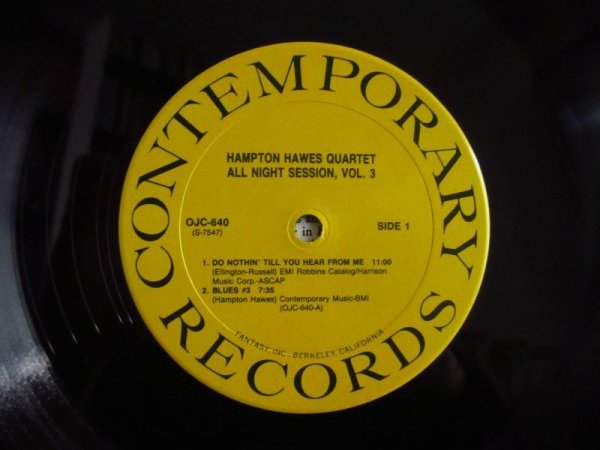 CONTEMPORARY RECORDS
HAMPTON HAWES QUARTET
ALL NIGHT SESSION, VOL. 3
OJC-640
(S-7547)
SIDE 1
in
1. DO NOTHIN' TILL YOU HEAR FROM ME 11:00
(Ellington-Russell) EMI Robbins Catalog/Harrison
Music Corp.-ASCAP
2. BLUES #3 7:35
(Hampton Hawes) Contemporary Music-BMI
(OJC-640-A)
FANTASY, INC., BERKELEY, CALIFORNIA